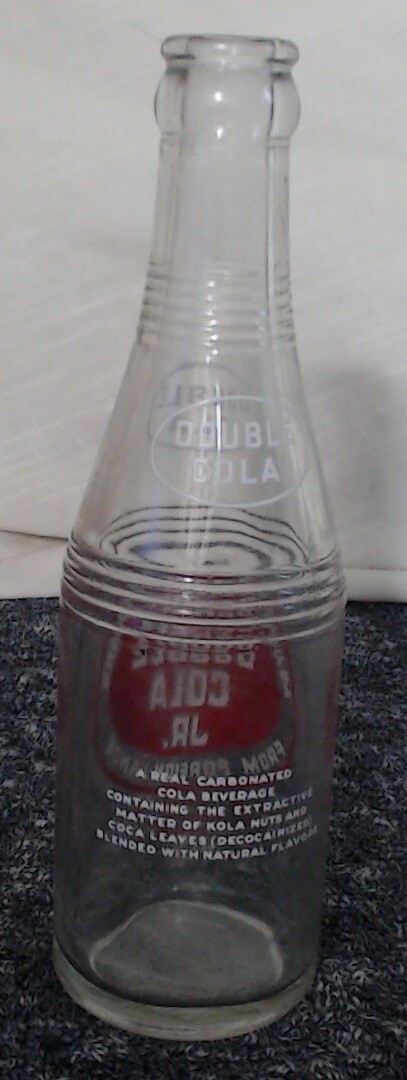 DOUBLE
COLA
COLA
JR.
FROM
A REAL CARBONATED
COLA BEVERAGE
CONTAINING THE EXTRACTIVE
MATTER OF KOLA NUTS AND
COCA LEAVES (DECOCAINIZED)
BLENDED WITH NATURAL FLAVORS